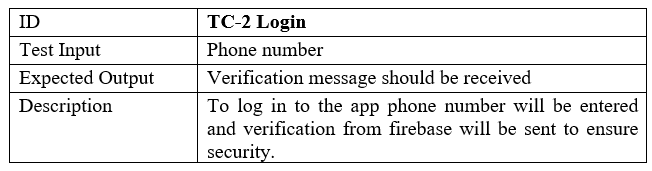 ID TC-2 Login
Test Input Phone number
Expected Output Verification message should be received
Description To log in to the app phone number will be entered
and verification from firebase will be sent to ensure
security.